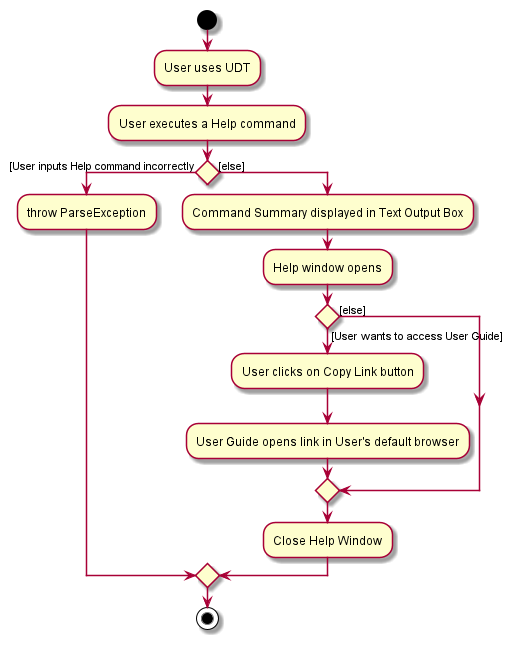 User uses UDT
User executes a Help command
[User inputs Help command incorrectly]
[else]
throw ParseException
Command Summary displayed in Text Output Box
Help window opens
[else]
[User wants to access User Guide]
User clicks on Copy Link button
User Guide opens link in User's default browser
Close Help Window